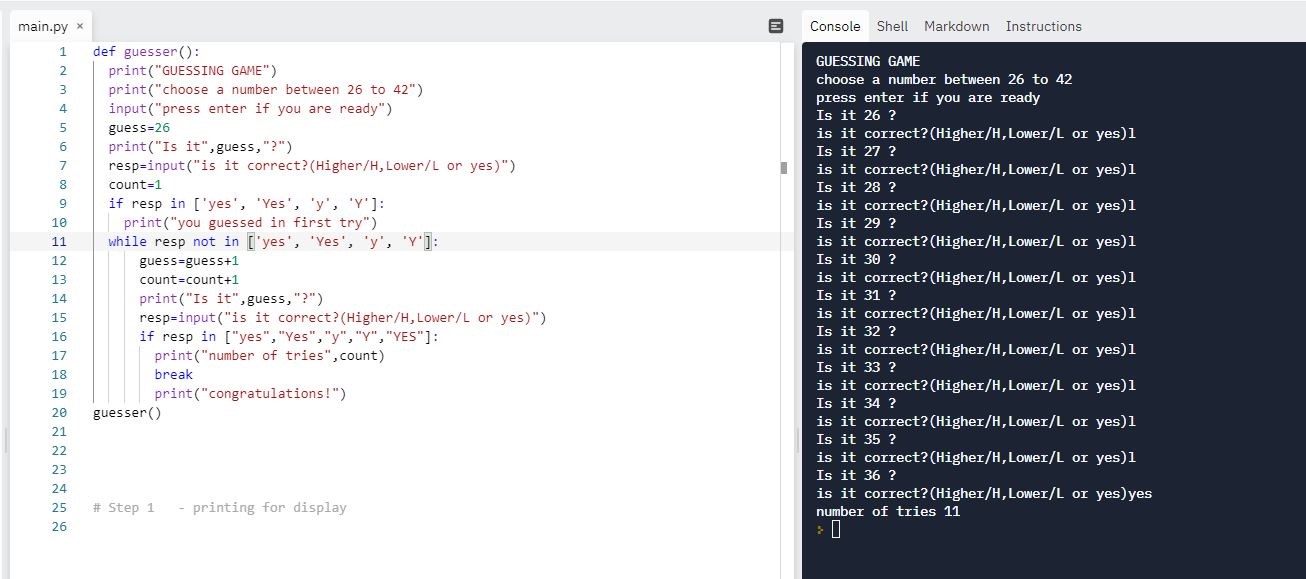 main.py ×
1 def guesser():
2 print("GUESSING GAME")
3 print("choose a number between 26 to 42")
4 input("press enter if you are ready")
5 guess=26
6 print("Is it",guess,"?")
7 resp=input("is it correct?(Higher/H,Lower/L or yes)")
8 count=1
9 if resp in ['yes', 'Yes', 'y', 'Y']:
10 print("you guessed in first try")
11 while resp not in ['yes', 'Yes', 'y', 'Y']:
12 guess=guess+1
13 count=count+1
14 print("Is it",guess,"?")
15 resp=input("is it correct?(Higher/H,Lower/L or yes)")
16 if resp in ["yes","Yes","y","Y","YES"]:
17 print("number of tries",count)
18 break
19 print("congratulations!")
20 guesser()
21
22
23
24
25 # Step 1   - printing for display
26
Console Shell Markdown Instructions
GUESSING GAME
choose a number between 26 to 42
press enter if you are ready
Is it 26 ?
is it correct?(Higher/H,Lower/L or yes)l
Is it 27 ?
is it correct?(Higher/H,Lower/L or yes)l
Is it 28 ?
is it correct?(Higher/H,Lower/L or yes)l
Is it 29 ?
is it correct?(Higher/H,Lower/L or yes)l
Is it 30 ?
is it correct?(Higher/H,Lower/L or yes)l
Is it 31 ?
is it correct?(Higher/H,Lower/L or yes)l
Is it 32 ?
is it correct?(Higher/H,Lower/L or yes)l
Is it 33 ?
is it correct?(Higher/H,Lower/L or yes)l
Is it 34 ?
is it correct?(Higher/H,Lower/L or yes)l
Is it 35 ?
is it correct?(Higher/H,Lower/L or yes)l
Is it 36 ?
is it correct?(Higher/H,Lower/L or yes)yes
number of tries 11